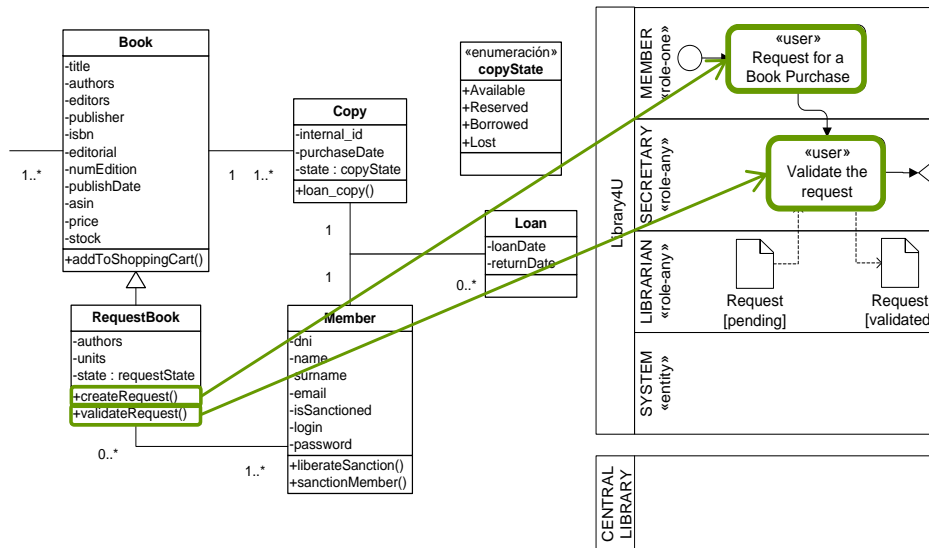 Book
-title
-authors
-editors
-publisher
-isbn
-editorial
-numEdition
-publishDate
-asin
-price
-stock
+addToShoppingCart()
1..*
1
1..*
Copy
-internal_id
-purchaseDate
-state : copyState
+loan_copy()
«enumeración»
copyState
+Available
+Reserved
+Borrowed
+Lost
1
1
Loan
-loanDate
-returnDate
0..*
RequestBook
-authors
-units
-state : requestState
+createRequest()
+validateRequest()
0..*
1..*
Member
-dni
-name
-surname
-email
-isSanctioned
-login
-password
+liberateSanction()
+sanctionMember()
Library4U
MEMBER
«role-one»
«user»
Request for a
Book Purchase
SECRETARY
«role-any»
«user»
Validate the
request
LIBRARIAN
«role-any»
Request
[pending]
Request
[validated
SYSTEM
«entity»
CENTRAL
LIBRARY